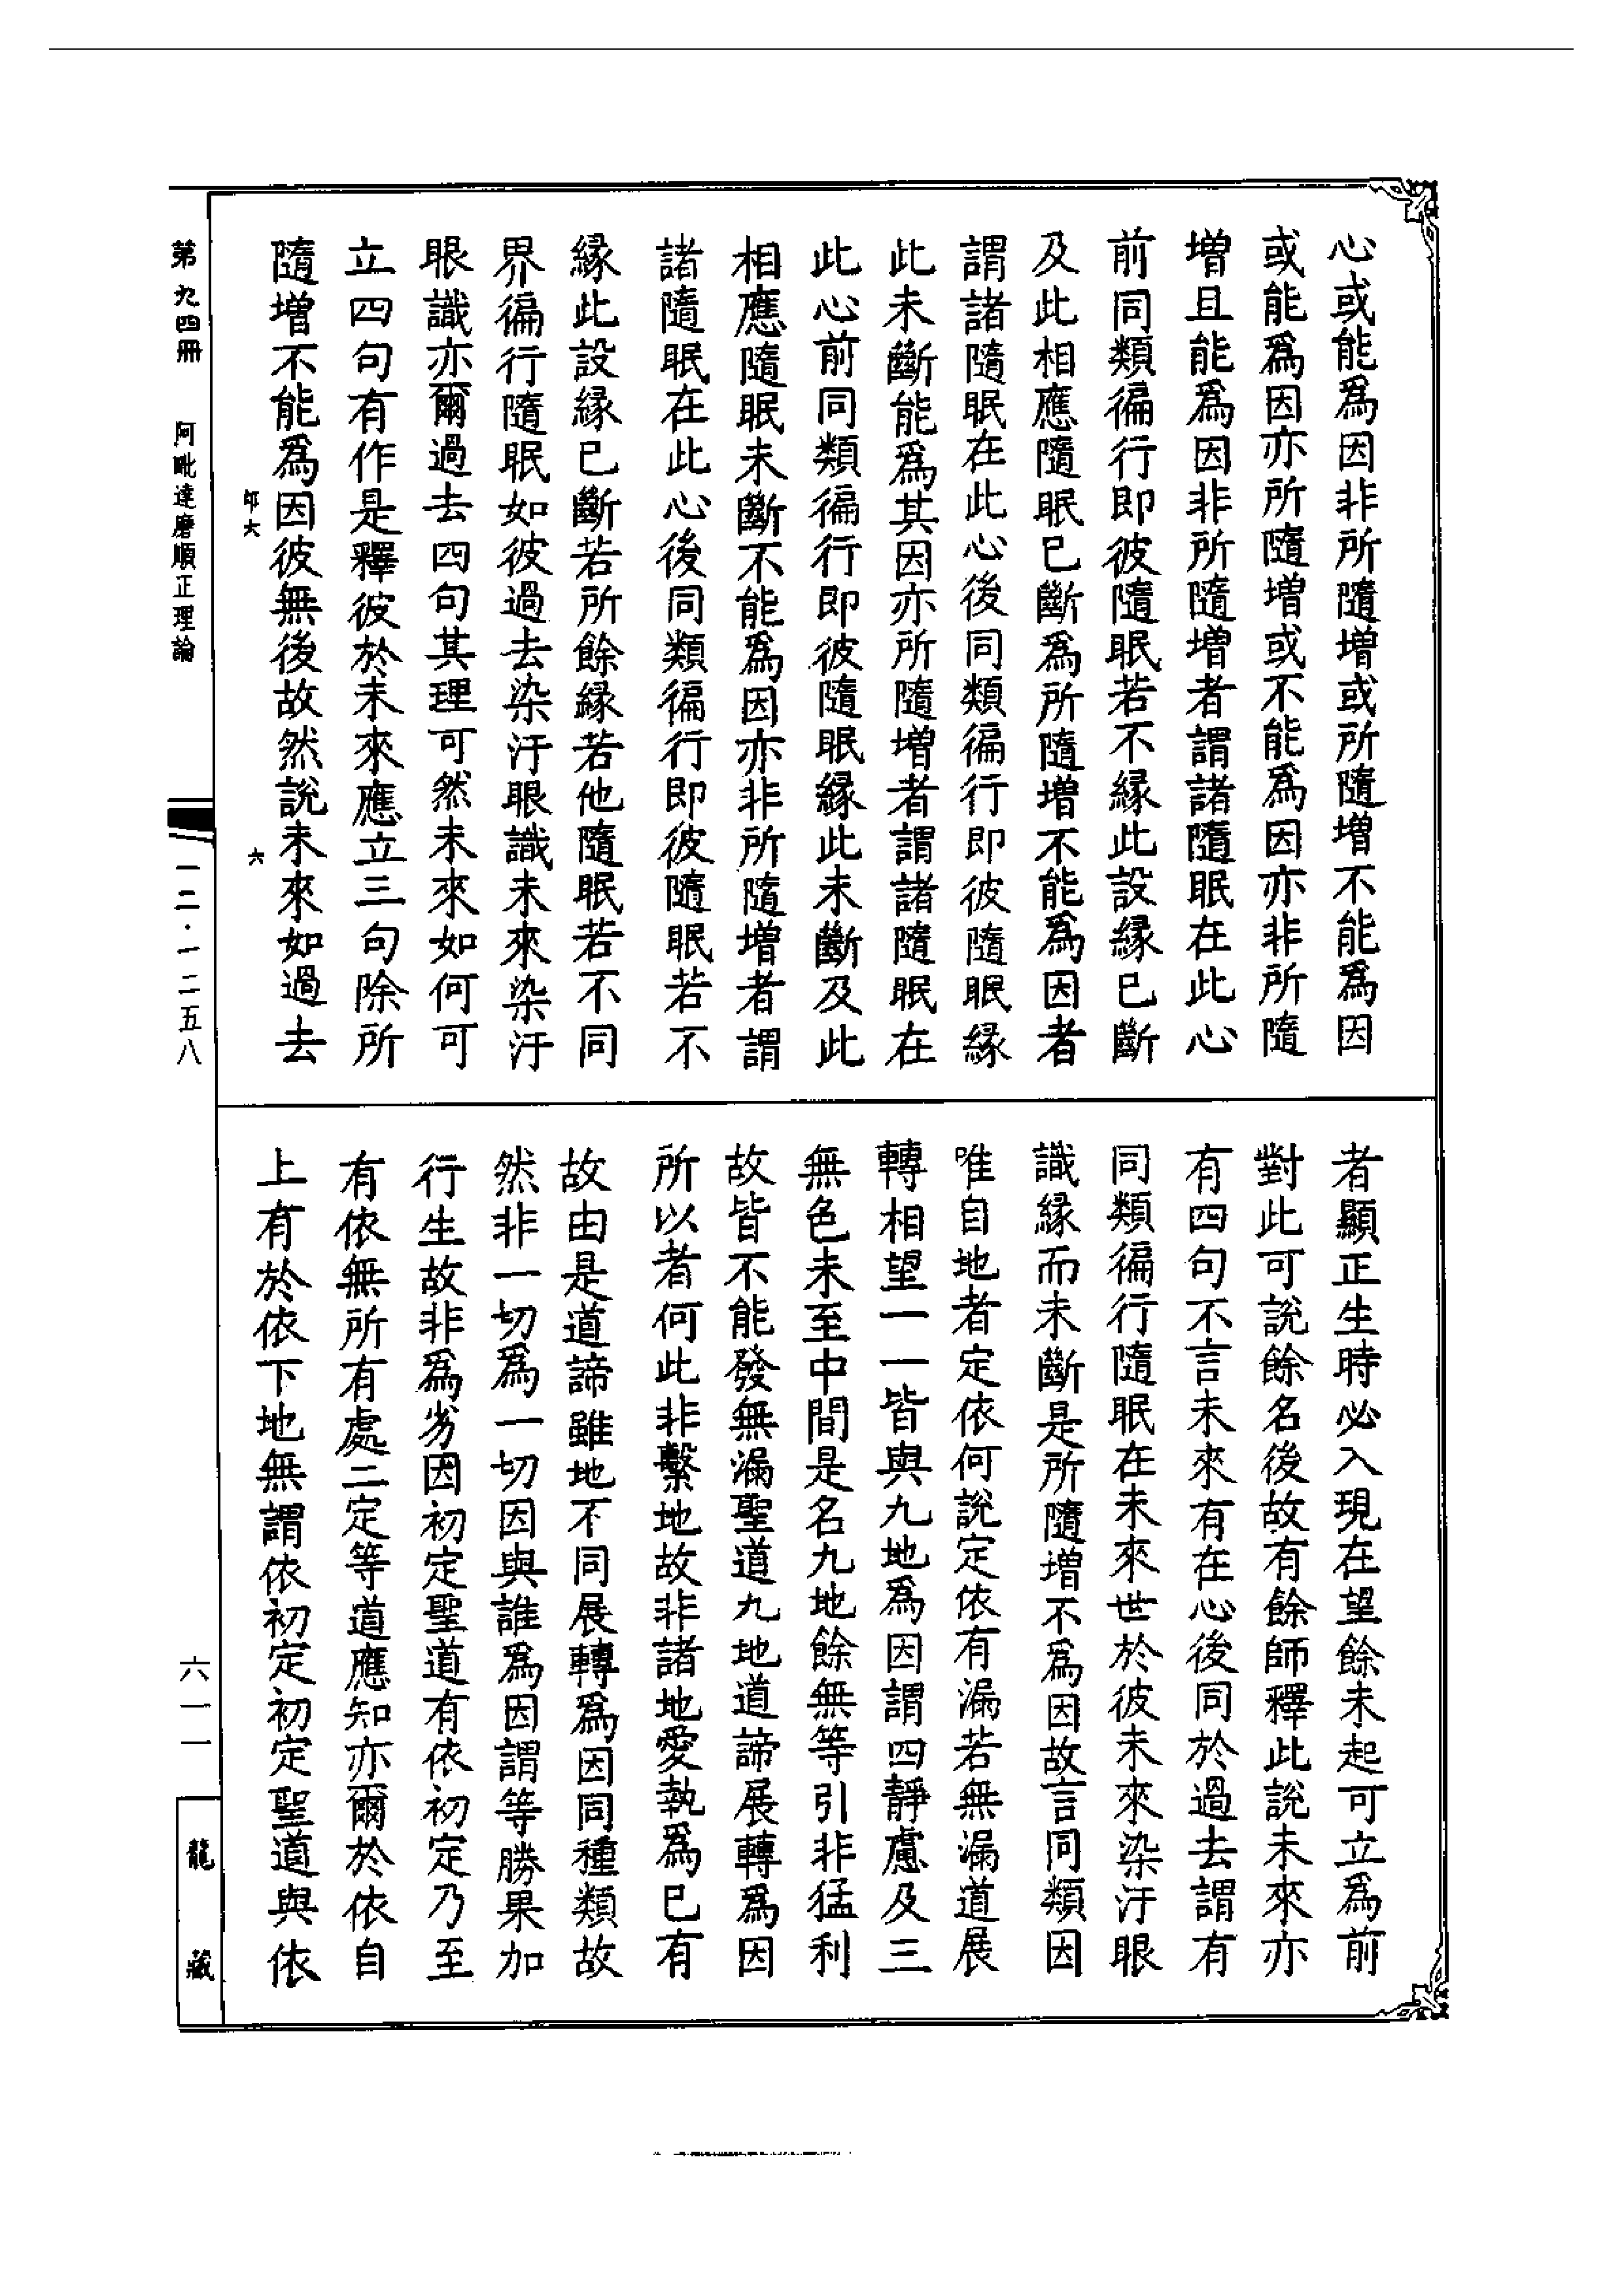 心或能爲因非所隨增或所隨增不能爲因
或能爲因亦所隨增或不能爲因亦非所隨
增且能爲因非所隨增者謂諸隨眠在此心
前同類徧行即彼隨眠若不緣此設緣已斷
及此相應隨眠已斷爲所隨增不能爲因者
謂諸隨眠在此心後同類徧行即彼隨眠緣
此未斷能爲其因亦所隨增者謂諸隨眠在
此心前同類徧行即彼隨眠緣此未斷及此
相應隨眠未斷不能爲因亦非所隨增者謂
諸隨眠在此心後同類徧行即彼隨眠若不
緣此設緣已斷若所餘緣若他隨眠若不同
界徧行隨眠如彼過去染汙眼識未來染汙
眼識亦爾過去四句其理可然未來如何可
立四句有作是釋彼於未來應立三句除所
隨增不能爲因彼無後故然說未來如過去
者顯正生時必入現在望餘未起可立爲前
對此可說餘名後故有餘師釋此說未來亦
有四句不言未來有在心後同於過去謂有
同類徧行隨眠在未來世於彼未來染汙眼
識緣而未斷是所隨增不爲因故言同類因
唯自地者定依何說定依有漏若無漏道展
轉相望一一皆與九地爲因謂四靜慮及三
無色未至中間是名九地餘無等引非猛利
故皆不能發無漏聖道九地道諦展轉爲因
所以者何此非繫地故非諸地愛執爲已有
故由是道諦雖地不同展轉爲因同種類故
然非一切爲一切因與誰爲因謂等勝果加
行生故非爲劣因初定聖道有依初定乃至
有依無所有處二定等道應知亦爾於依自
上有於依下地無謂依初定初定聖道與依
第九四冊 阿毗達磨順正理論
一二·一二五八
六一一
龍藏
六